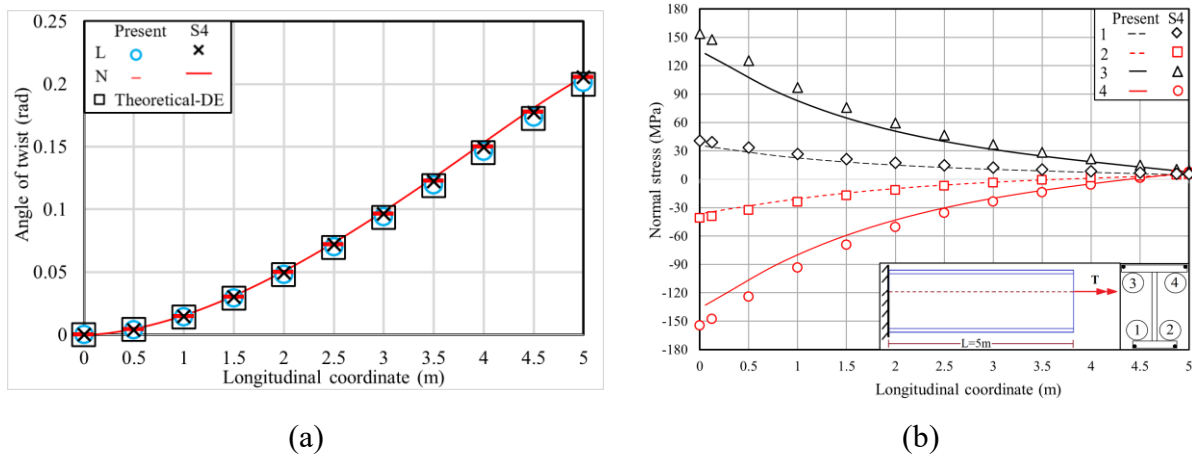 0.25
0.2
0.15
0.1
0.05
0
Angle of twist (rad)
Present S4
L
N
Theoretical-DE
0 0.5 1 1.5 2 2.5 3 3.5 4 4.5 5
Longitudinal coordinate (m)
(a)
180
150
120
90
60
30
0
-30
-60
-90
-120
-150
-180
Normal stress (MPa)
Present S4
1
2
3
4
T
L=5m
3 4
1 2
0 0.5 1 1.5 2 2.5 3 3.5 4 4.5 5
Longitudinal coordinate (m)
(b)